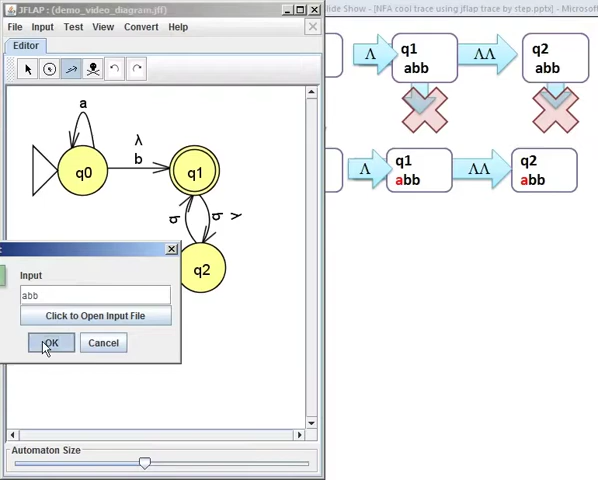 JFLAP : (demo_video_diagram.jff)
File Input Test View Convert Help
Editor
a
λ
b
q0
q1
b
b λ
q2
:
Input
abb
Click to Open Input File
OK
Cancel
Automaton Size
lide Show - [NFA cool trace using jflap trace by step.pptx] - Microsoft
Λ
q1
abb
ΛΛ
q2
abb
Λ
q1
abb
ΛΛ
q2
abb